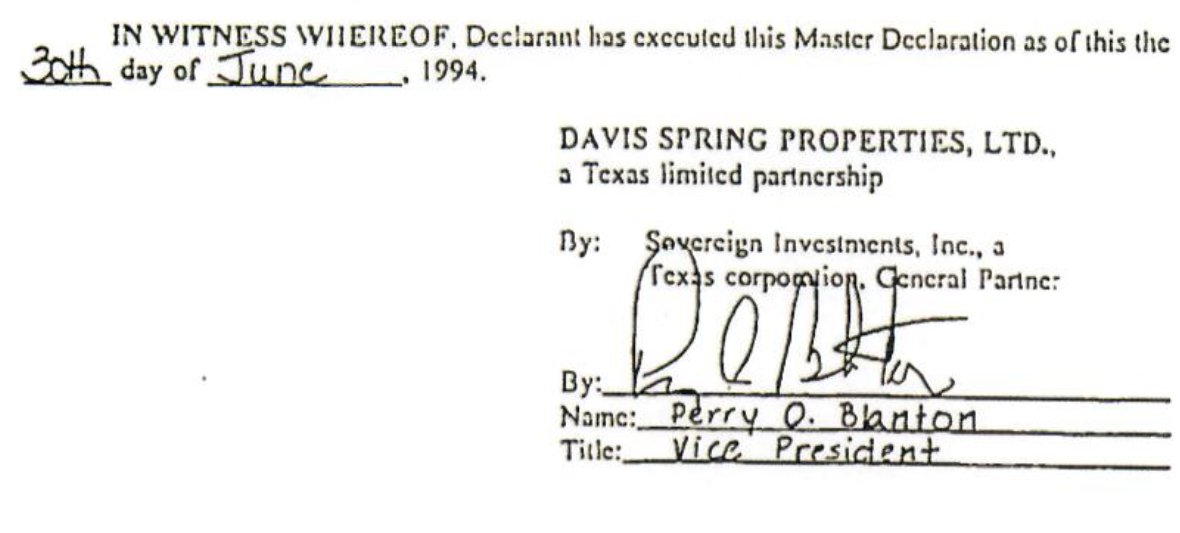 IN WITNESS WHEREOF, Declarant has executed this Master Declaration as of this the
30th day of June, 1994.
DAVIS SPRING PROPERTIES, LTD.,
a Texas limited partnership
By: Sovereign Investments, Inc., a
Texas corporation, General Partner
By:
Name: Perry O. Blanton
Title: Vice President